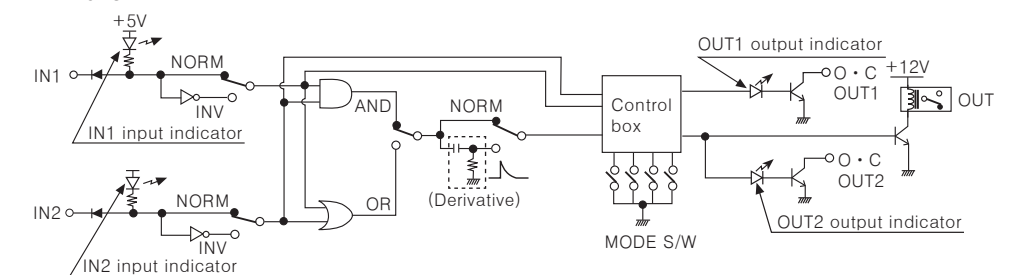 +5V
IN1
NORM
INV
IN1 input indicator
IN2
NORM
INV
IN2 input indicator
AND
OR
NORM
(Derivative)
Control
box
MODE S/W
OUT1 output indicator
O・C
OUT1
+12V
OUT
O・C
OUT2
OUT2 output indicator